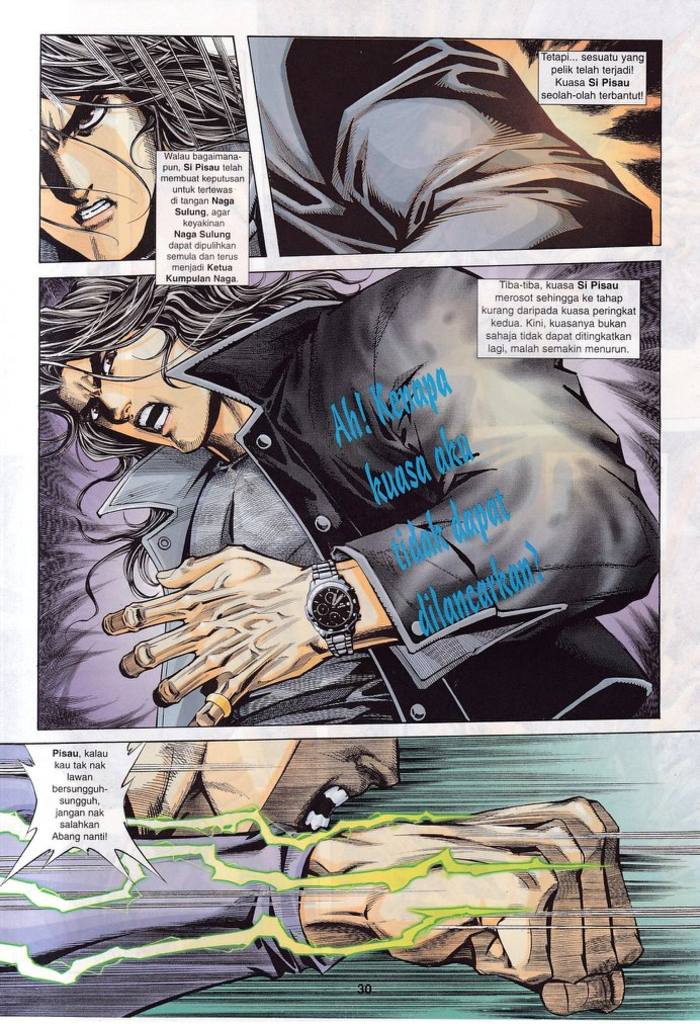 Walau bagaimana-
pun, Si Pisau telah
membuat keputusan
untuk tertewas
di tangan Naga
Sulung, agar
keyakinan
Naga Sulung
dapat dipulihkan
semula dan terus
menjadi Ketua
Kumpulan Naga.
Tetapi... sesuatu yang
pelik telah terjadi!
Kuasa Si Pisau
seolah-olah terbantut!
Tiba-tiba, kuasa Si Pisau
merosot sehingga ke tahap
kurang daripada kuasa peringkat
kedua. Kini, kuasanya bukan
sahaja tidak dapat ditingkatkan
lagi, malah semakin menurun.
Ah! Kenapa
kuasa aku
tidak dapat
dilancarkan?
Pisau, kalau
kau tak nak
lawan
bersungguh-
sungguh,
jangan nak
salahkan
Abang nanti!
30